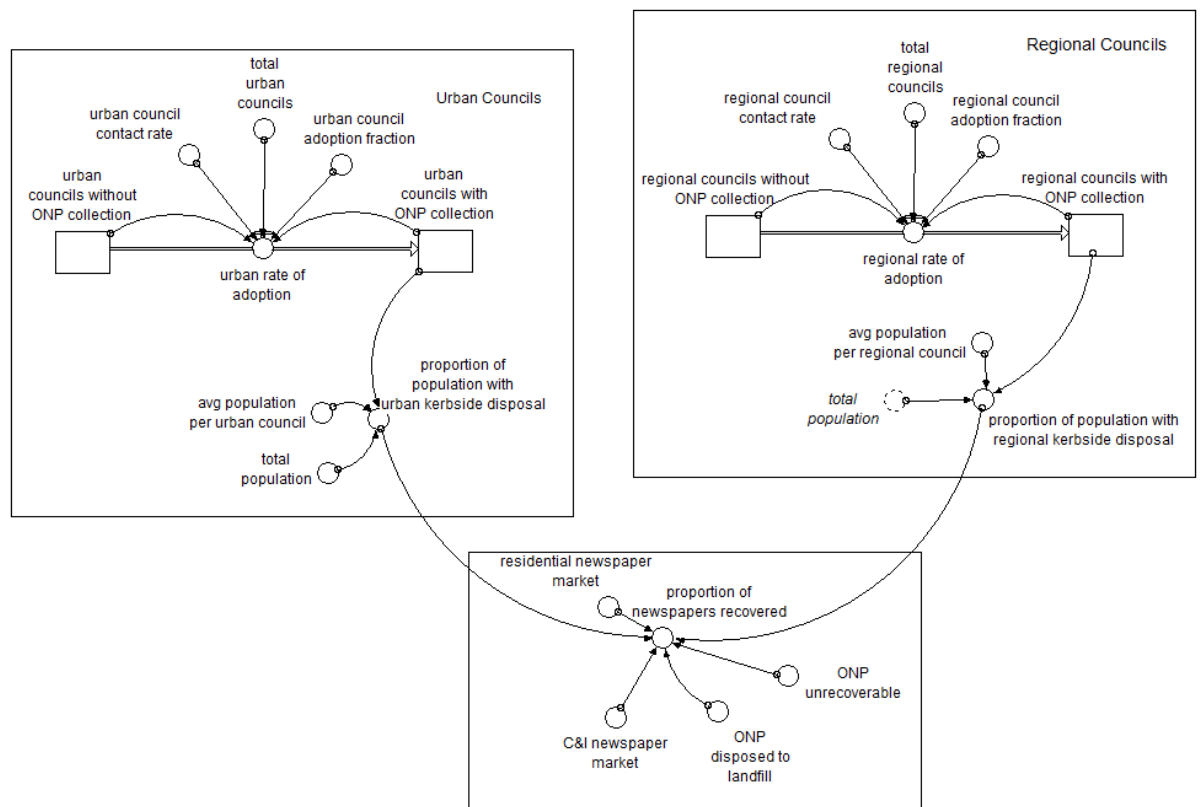 Urban Councils
total
urban
councils
urban council
contact rate
urban council
adoption fraction
urban
councils without
ONP collection
urban
councils with
ONP collection
urban rate of
adoption
proportion of
population with
urban kerbside disposal
avg population
per urban council
total
population
Regional Councils
total
regional
councils
regional council
contact rate
regional council
adoption fraction
regional councils without
ONP collection
regional councils with
ONP collection
regional rate of
adoption
avg population
per regional council
total
population
proportion of population with
regional kerbside disposal
residential newspaper
market
proportion of
newspapers recovered
ONP
unrecoverable
C&I newspaper
market
ONP
disposed to
landfill